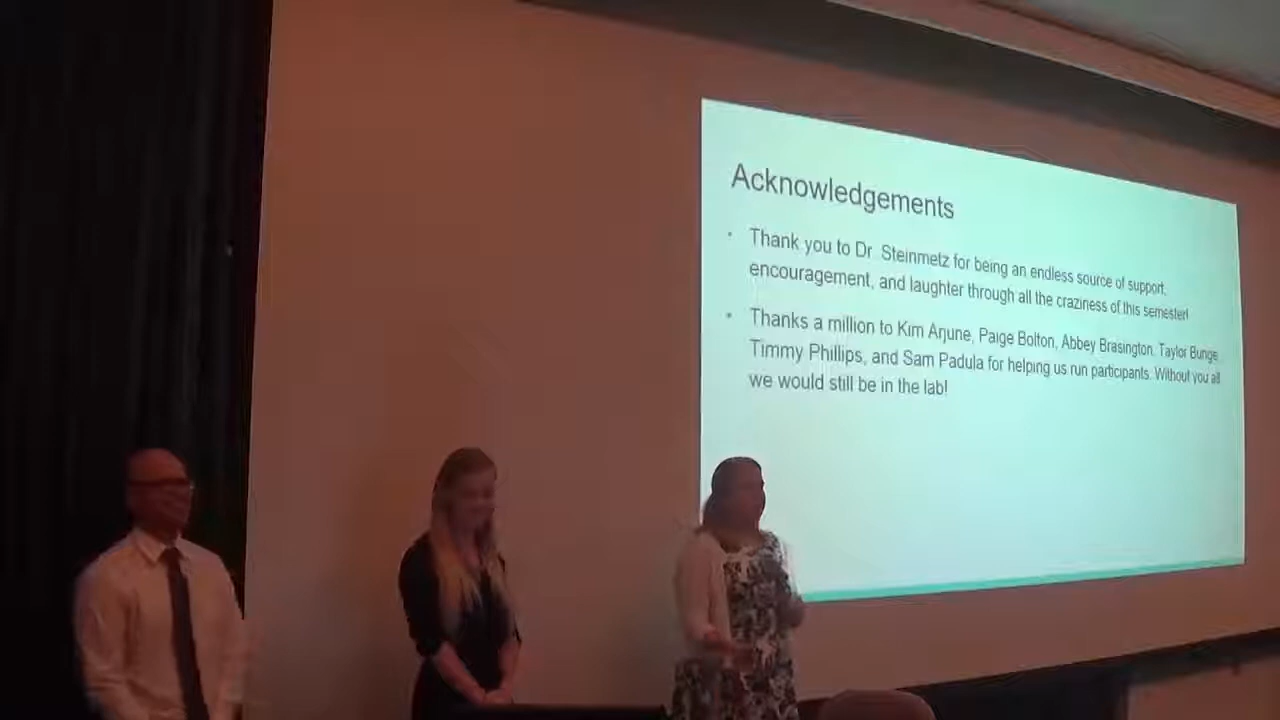 Acknowledgements
Thank you to Dr. Steinmetz for being an endless source of support,
encouragement, and laughter through all the craziness of this semester!
Thanks a million to Kim Arjune, Paige Bolton, Abbey Brasington, Taylor Bunge,
Timmy Phillips, and Sam Padula for helping us run participants. Without you all
we would still be in the lab!